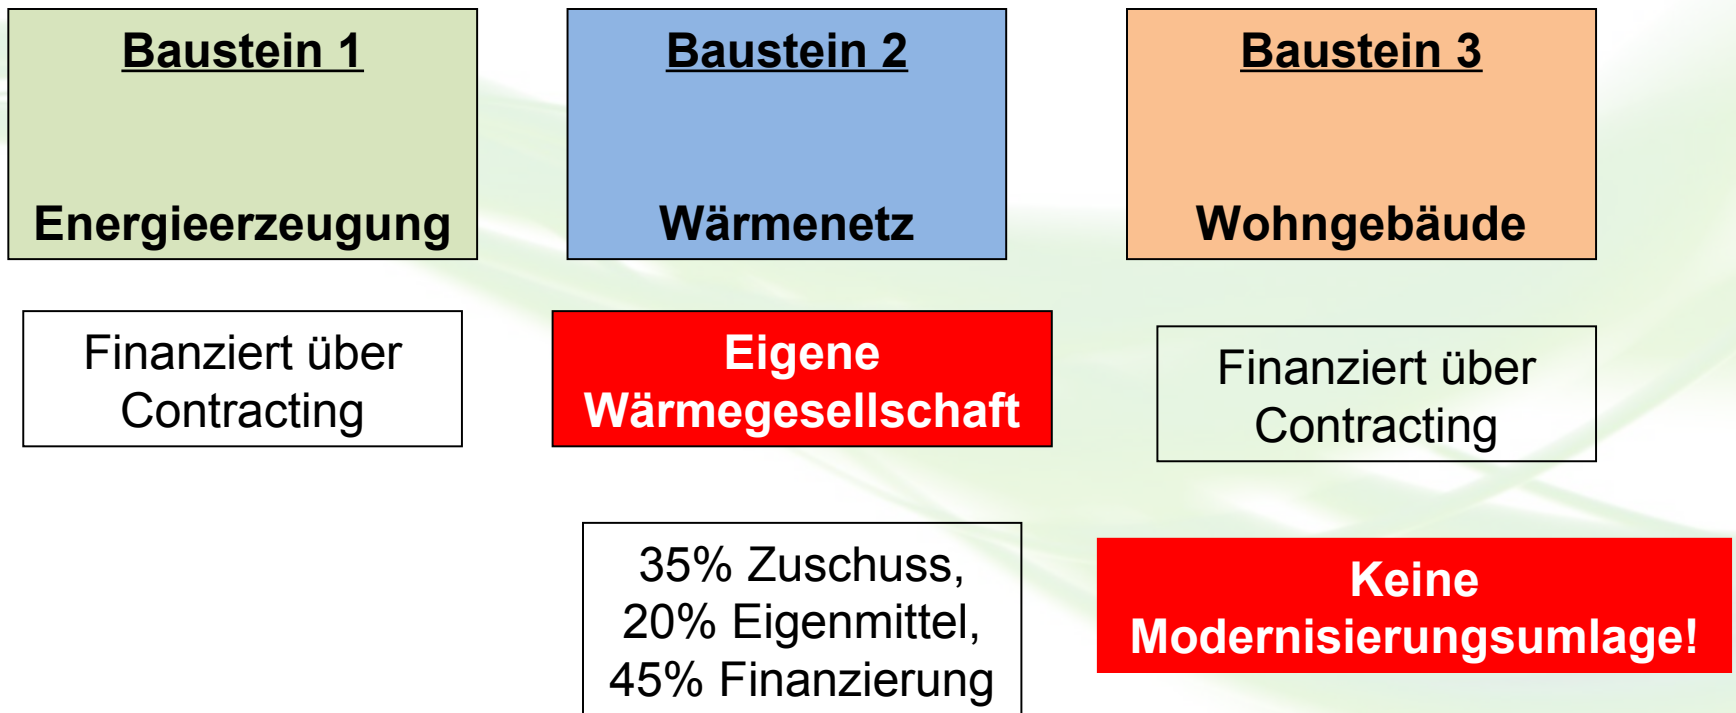 Baustein 1
Energieerzeugung
Finanziert über
Contracting
Baustein 2
Wärmenetz
Eigene
Wärmegesellschaft
35% Zuschuss,
20% Eigenmittel,
45% Finanzierung
Baustein 3
Wohngebäude
Finanziert über
Contracting
Keine
Modernisierungsumlage!